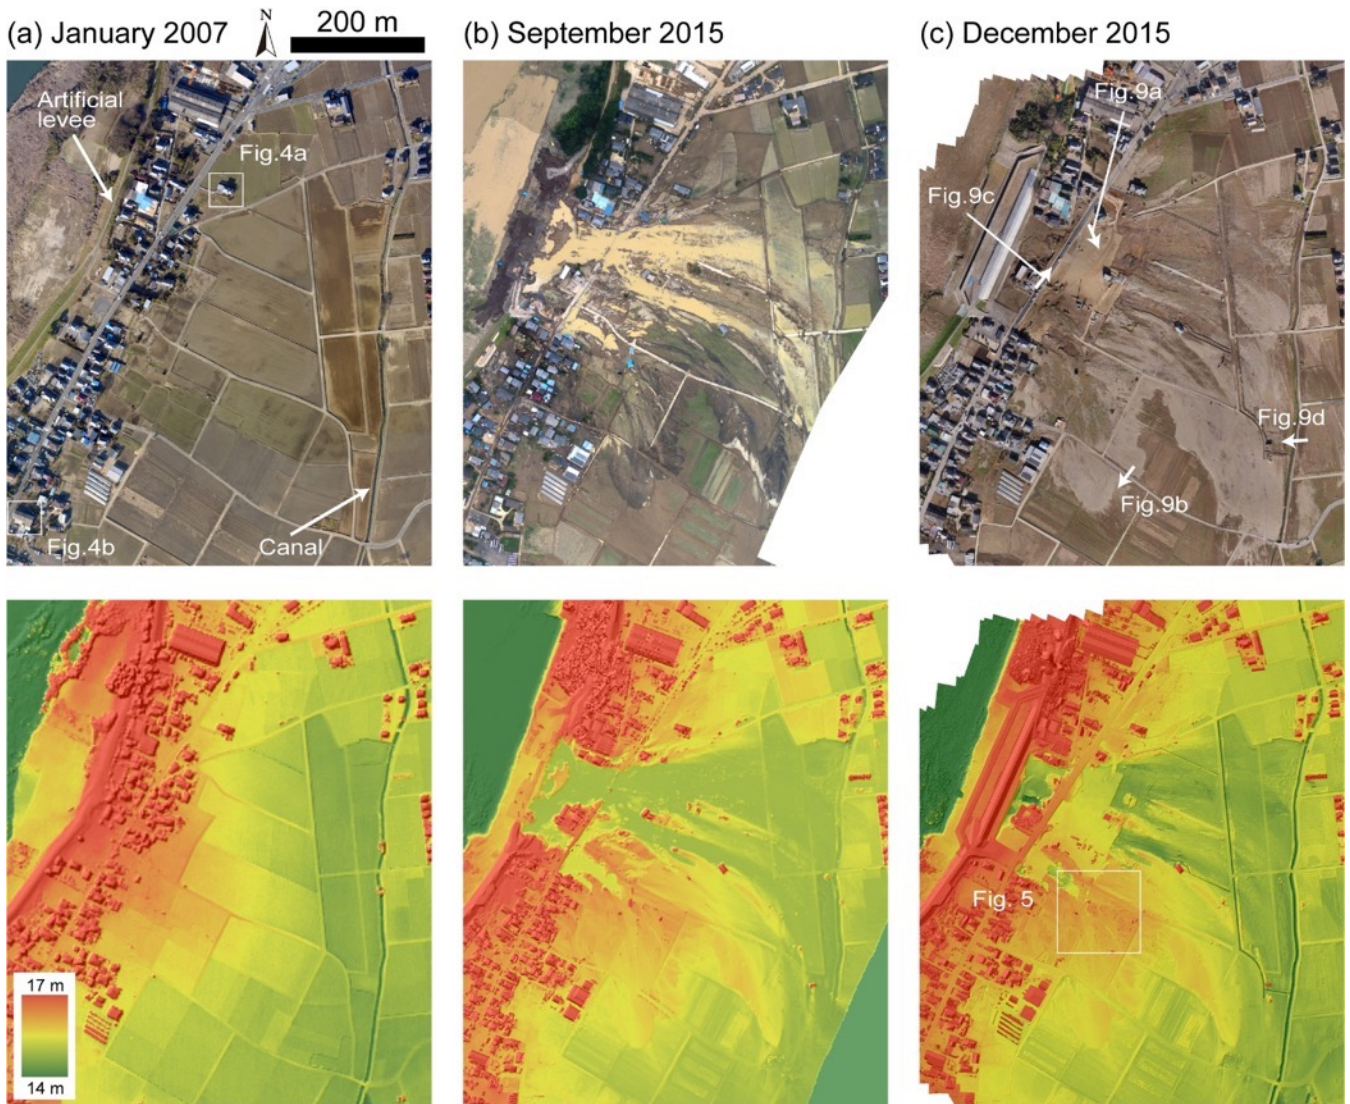 (a) January 2007
N
200 m
(b) September 2015
(c) December 2015
Artificial
levee
Fig.4a
Fig.4b
Canal
Fig.9a
Fig.9c
Fig.9d
Fig.9b
17 m
14 m
Fig. 5